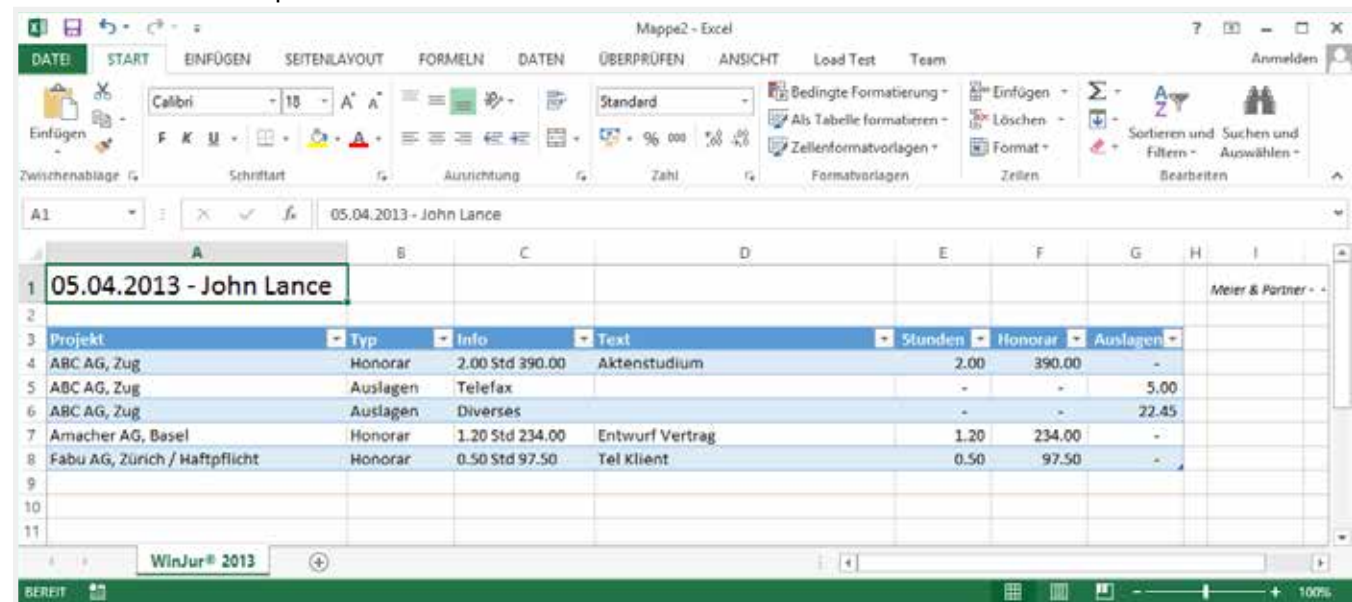 Mappe2 - Excel ?
DATEI START EINFÜGEN SEITENLAYOUT FORMELN DATEN ÜBERPRÜFEN ANSICHT Load Test Team Anmelden
Einfügen Calibri 18 Standard Bedingte Formatierung Einfügen Σ
F K U A % 000 Als Tabelle formatieren Löschen Sortieren und Filtern Suchen und Auswählen
Zellenformatvorlagen Format
Zwischenablage Schriftart Ausrichtung Zahl Formatvorlagen Zellen Bearbeiten
A1 fx 05.04.2013 - John Lance
A B C D E F G H I
1 05.04.2013 - John Lance Meier & Partner - -
2
3 Projekt Typ Info Text Stunden Honorar Auslagen
4 ABC AG, Zug Honorar 2.00 Std 390.00 Aktenstudium 2.00 390.00 -
5 ABC AG, Zug Auslagen Telefax - - 5.00
6 ABC AG, Zug Auslagen Diverses - - 22.45
7 Amacher AG, Basel Honorar 1.20 Std 234.00 Entwurf Vertrag 1.20 234.00 -
8 Fabu AG, Zürich / Haftpflicht Honorar 0.50 Std 97.50 Tel Klient 0.50 97.50 -
9
10
11
WinJur® 2013
BEREIT 100%